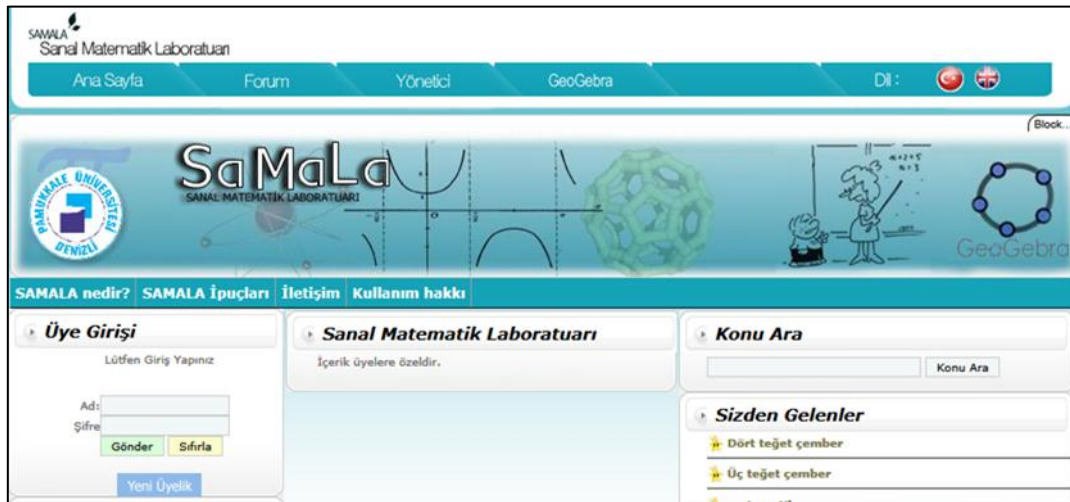 SAMALA
Sanal Matematik Laboratuarı
Ana Sayfa Forum Yönetici GeoGebra Dil :
Block...
SaMaLa
SANAL MATEMATİK LABORATUARI
PAMUKKALE ÜNİVERSİTESİ
DENİZLİ
GeoGebra
SAMALA nedir? SAMALA İpuçları İletişim Kullanım hakkı
Üye Girişi
Lütfen Giriş Yapınız
Ad:
Şifre
Gönder Sıfırla
Yeni Üyelik
Sanal Matematik Laboratuarı
İçerik üyelere özeldir.
Konu Ara
Konu Ara
Sizden Gelenler
Dört teğet çember
Üç teğet çember